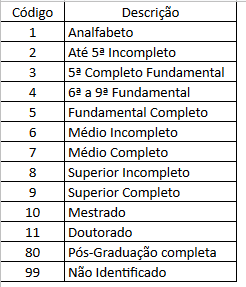 Código Descrição
1 Analfabeto
2 Até 5ª Incompleto
3 5ª Completo Fundamental
4 6ª a 9ª Fundamental
5 Fundamental Completo
6 Médio Incompleto
7 Médio Completo
8 Superior Incompleto
9 Superior Completo
10 Mestrado
11 Doutorado
80 Pós-Graduação completa
99 Não Identificado